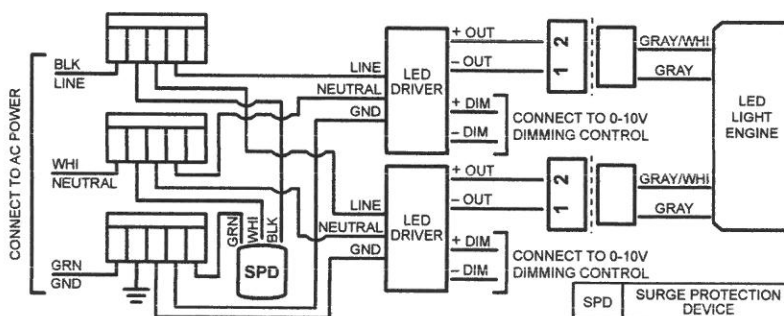 CONNECT TO AC POWER
BLK
LINE
WHI
NEUTRAL
GRN
GND
GRN
WHI
BLK
SPD
LINE
NEUTRAL
GND
LED
DRIVER
+ OUT
− OUT
+ DIM
− DIM
CONNECT TO 0-10V
DIMMING CONTROL
2
1
GRAY/WHI
GRAY
LED
LIGHT
ENGINE
LINE
NEUTRAL
GND
LED
DRIVER
+ OUT
− OUT
+ DIM
− DIM
CONNECT TO 0-10V
DIMMING CONTROL
2
1
GRAY/WHI
GRAY
SPD
SURGE PROTECTION
DEVICE